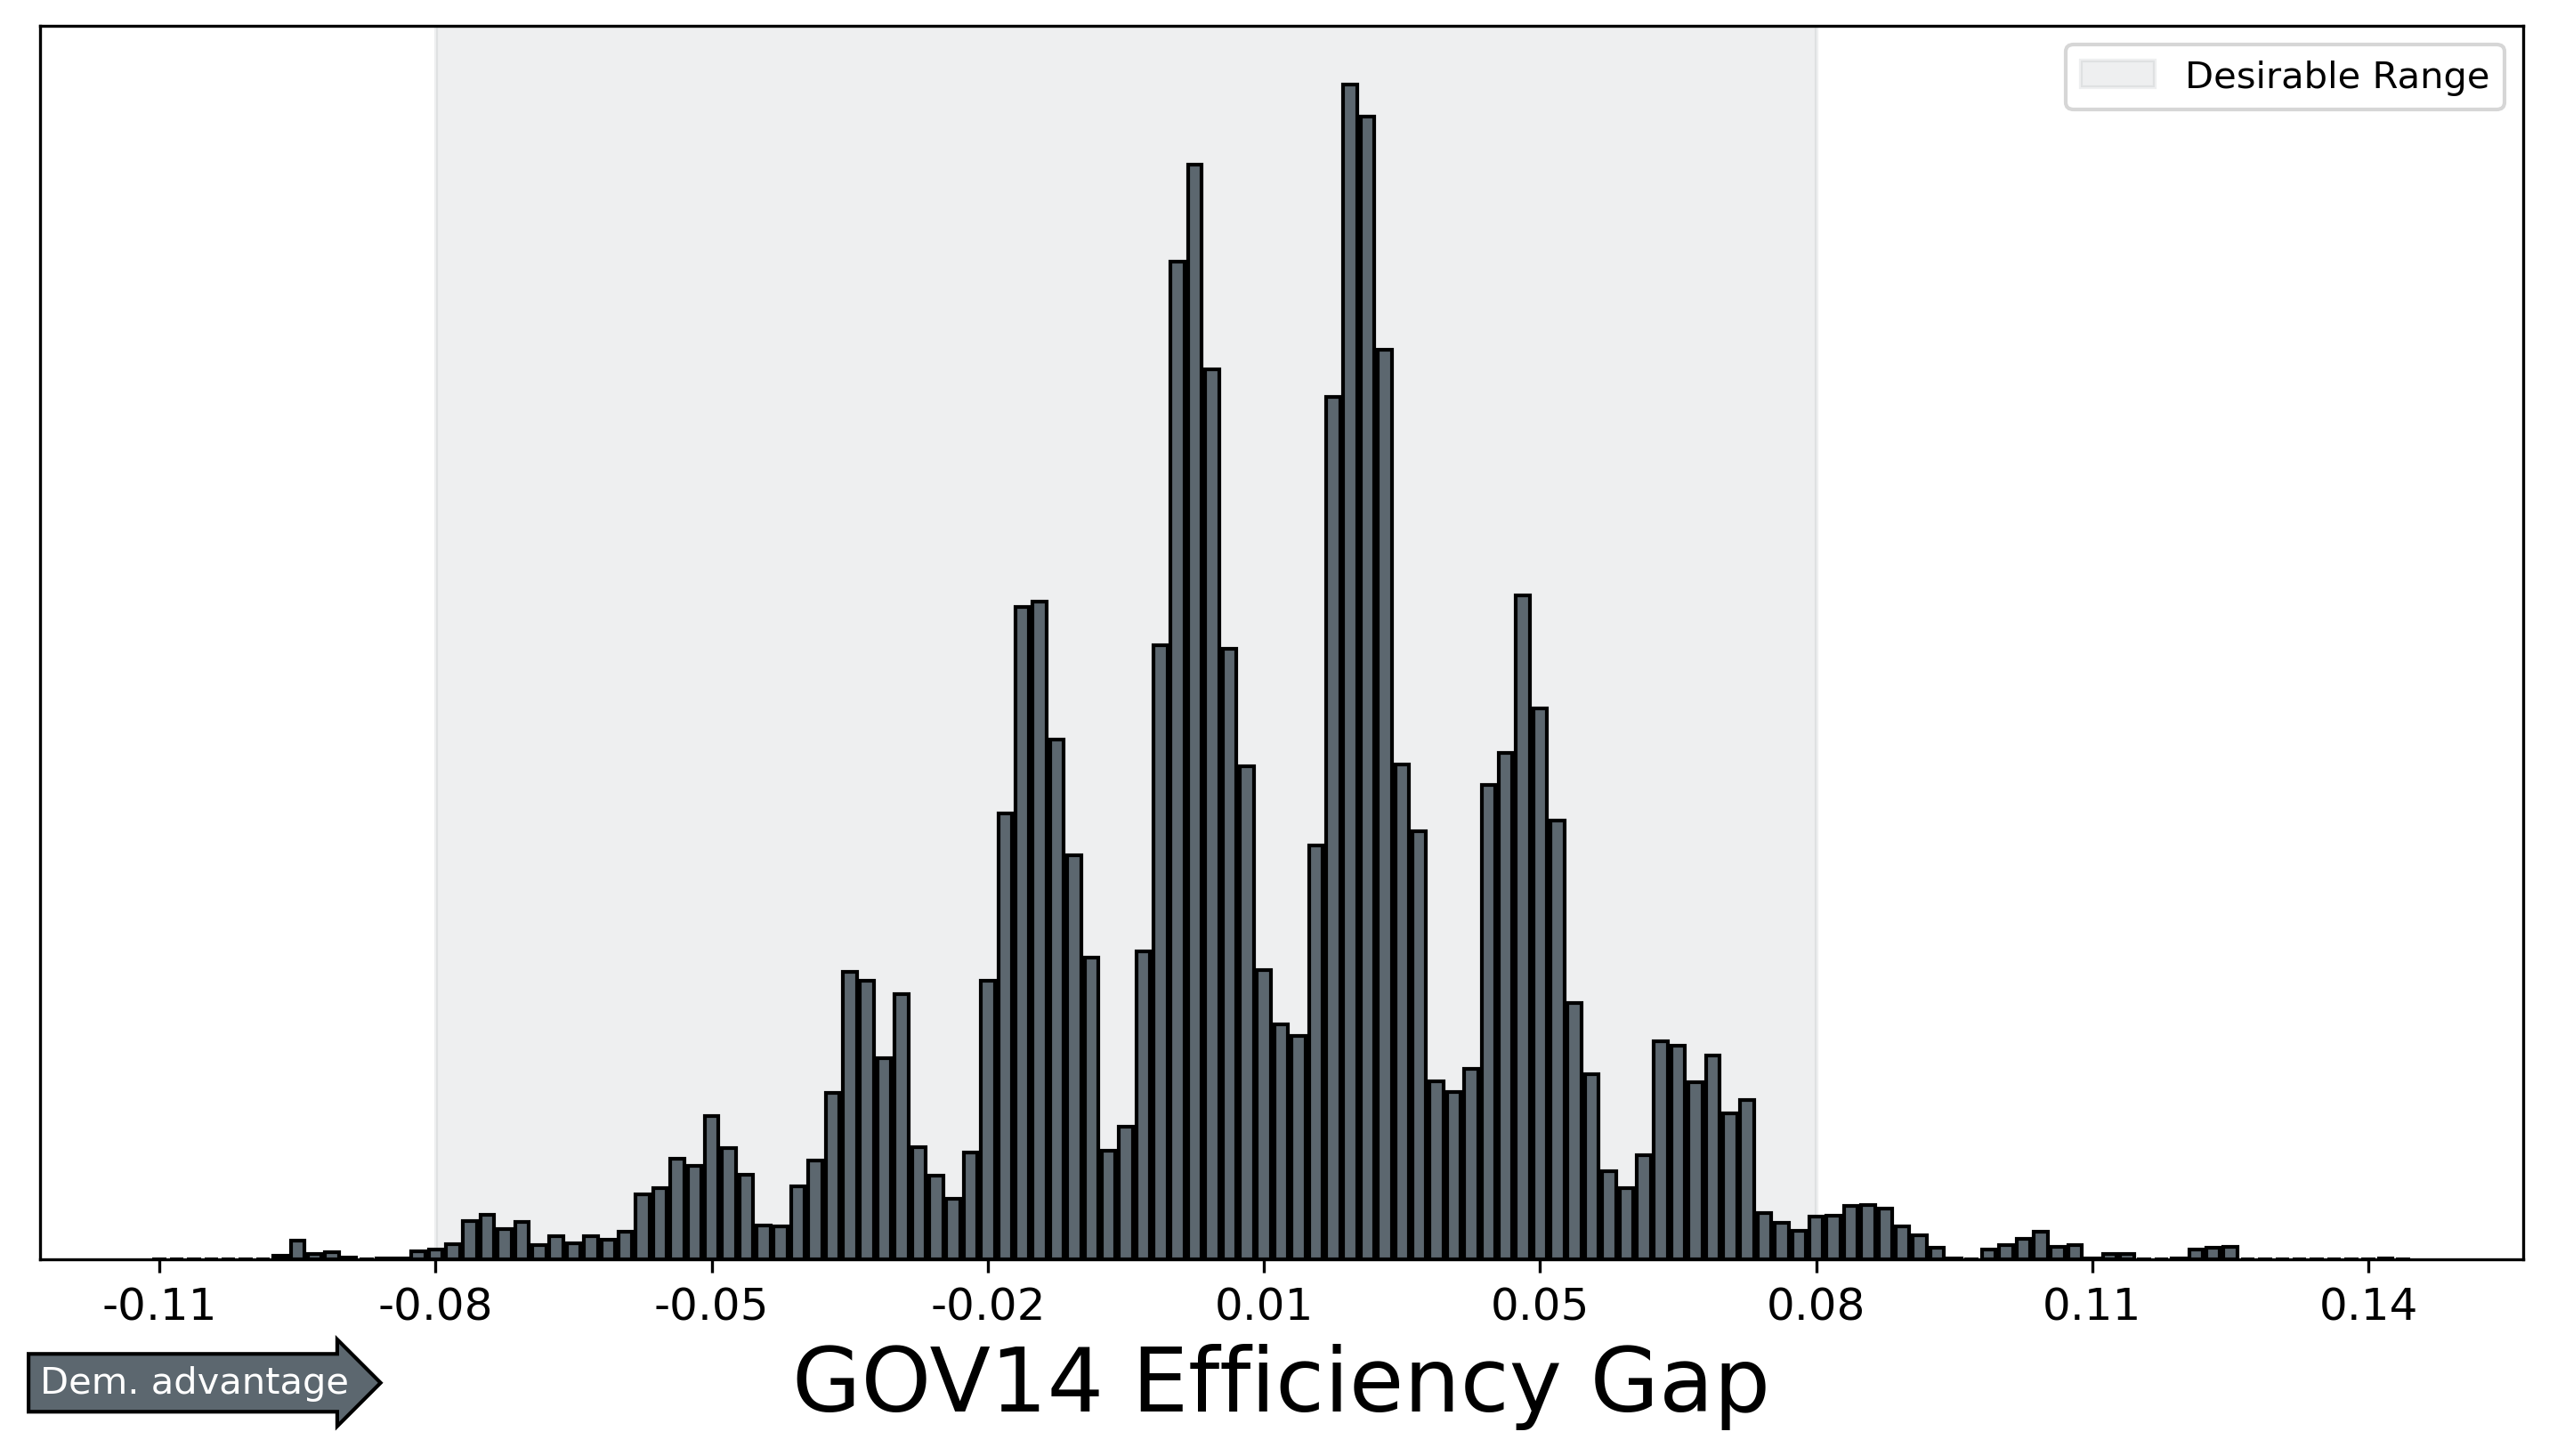 Desirable Range
-0.11 -0.08 -0.05 -0.02 0.01 0.05 0.08 0.11 0.14
Dem. advantage
GOV14 Efficiency Gap